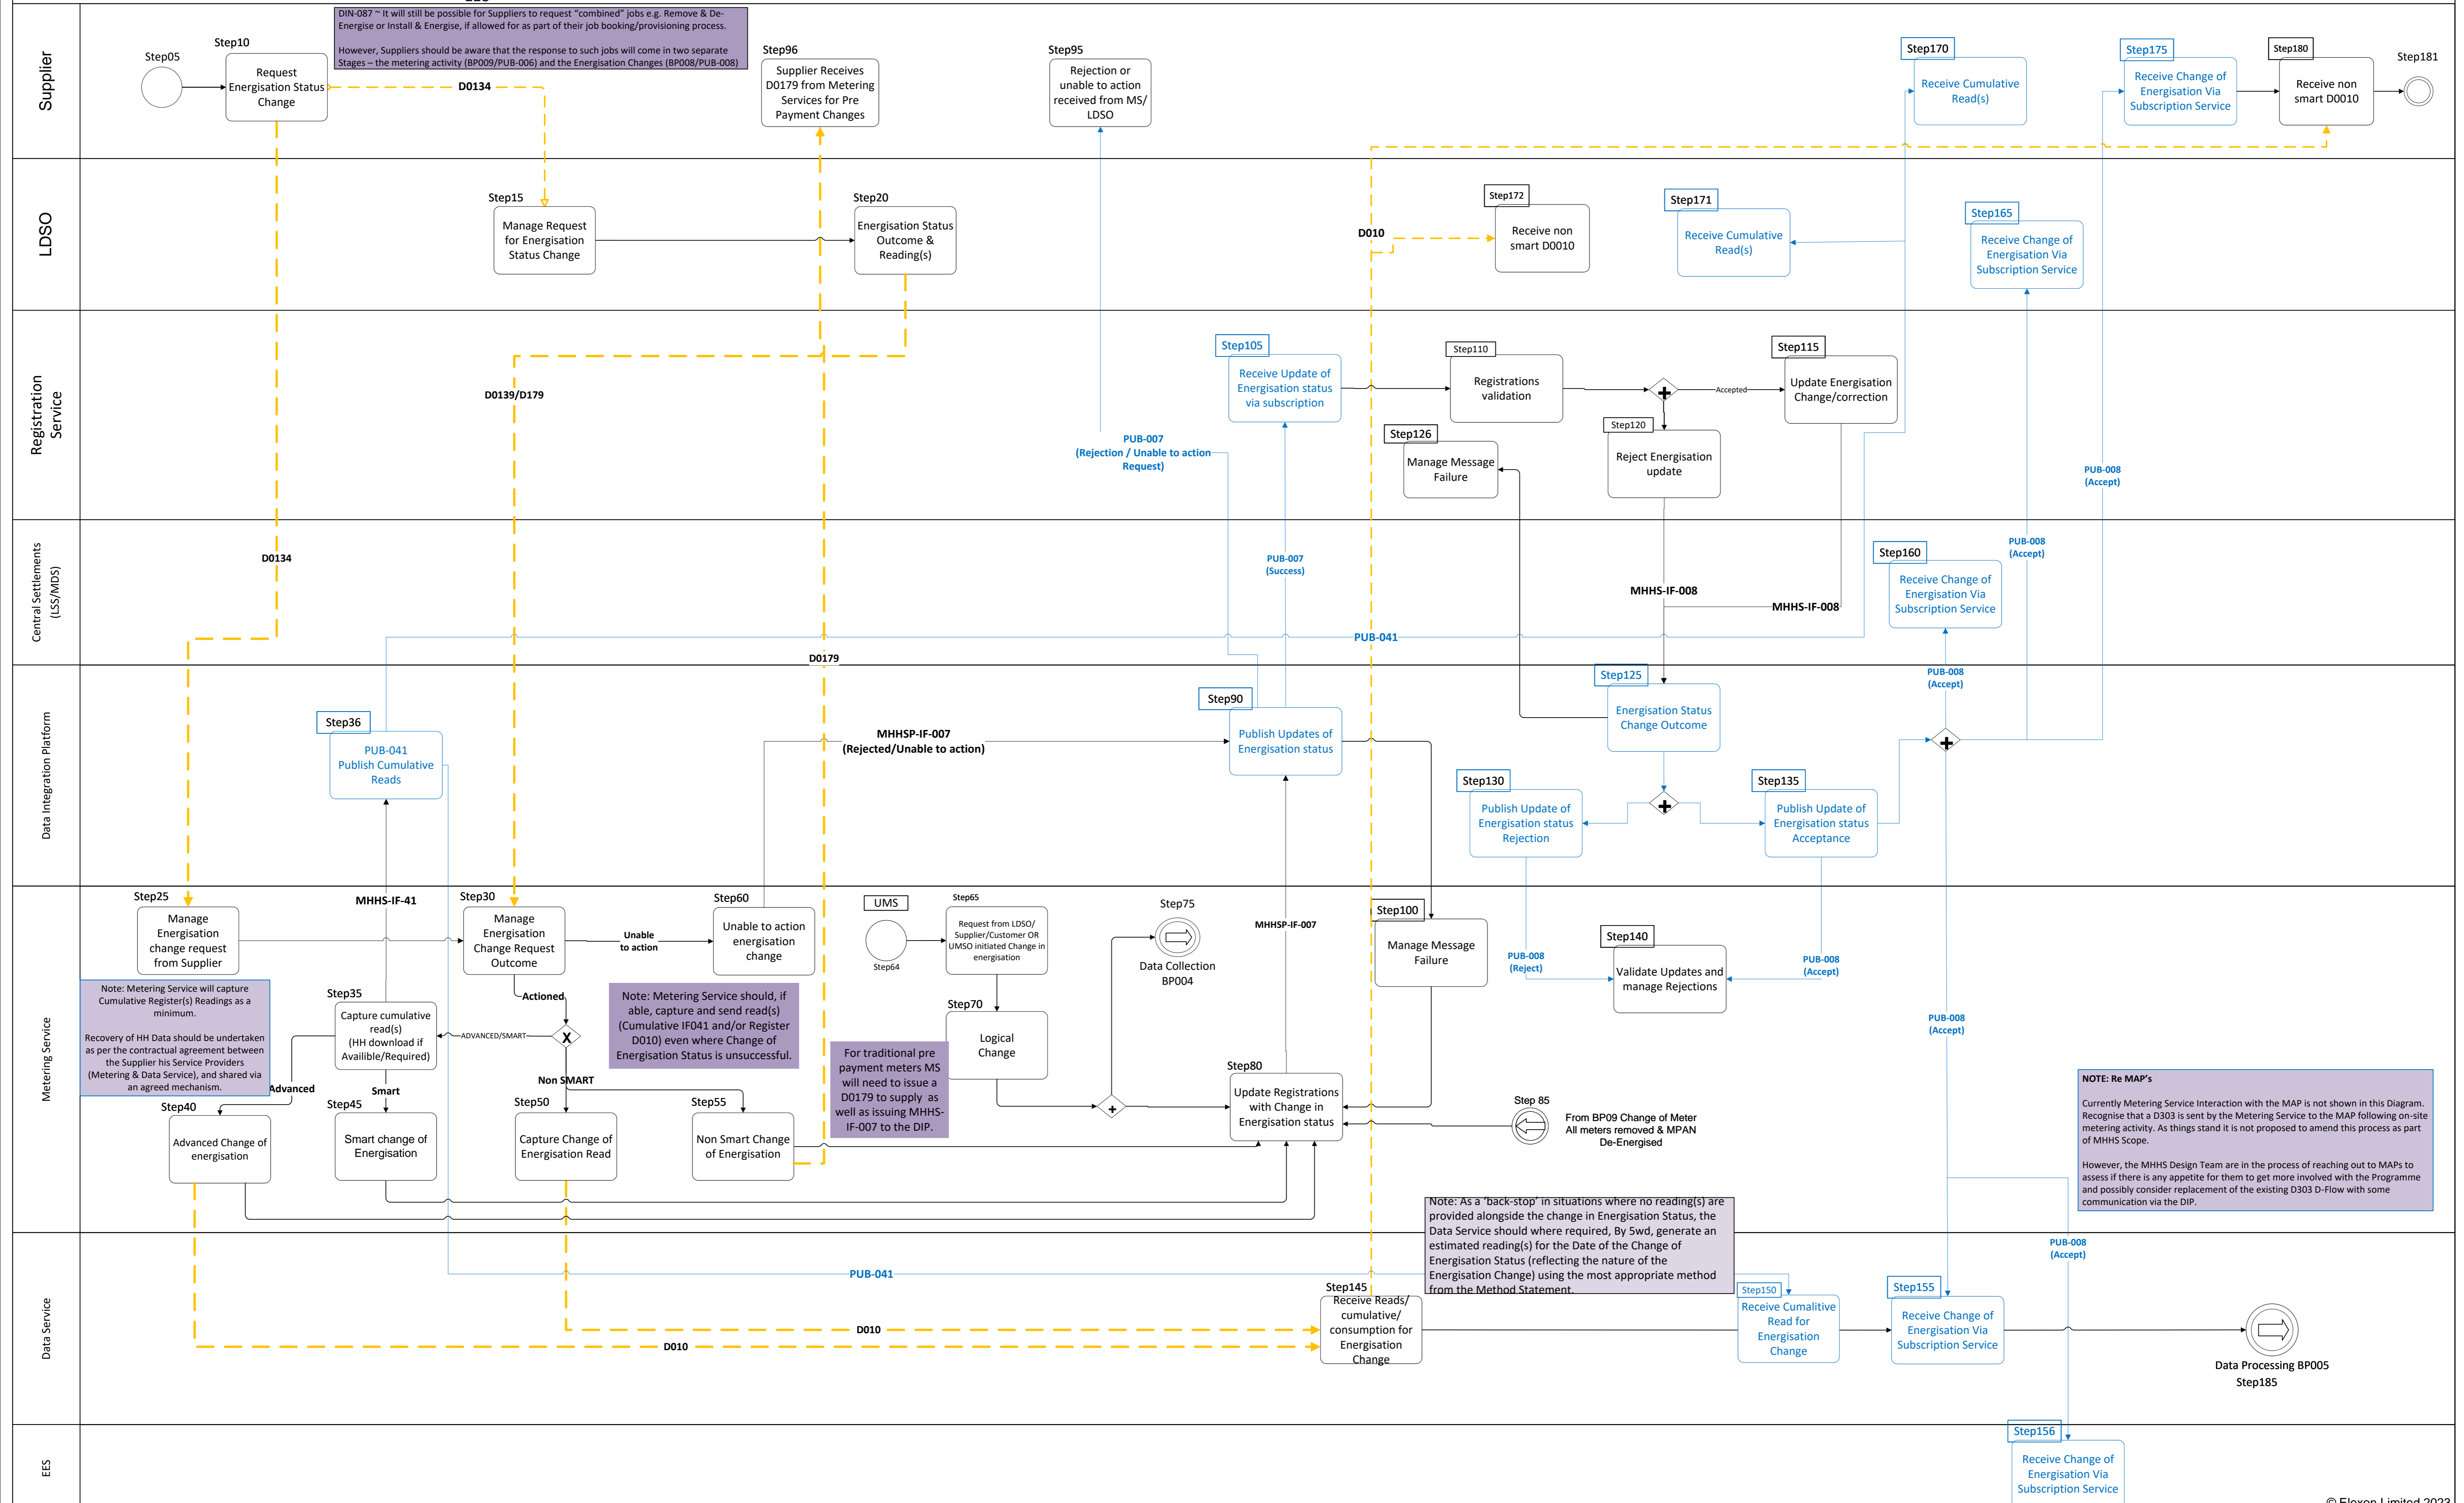 DIN-087 ~ It will still be possible for Suppliers to request "combined" jobs e.g. Remove & De-
Energise or Install & Energise, if allowed for as part of their job booking/provisioning process.
However, Suppliers should be aware that the response to such jobs will come in two separate
Stages – the metering activity (BP009/PUB-006) and the Energisation Changes (BP008/PUB-008)
Supplier
Step05
Step10
Request
Energisation Status
Change
D0134
Step96
Supplier Receives
D0179 from Metering
Services for Pre
Payment Changes
Step95
Rejection or
unable to action
received from MS/
LDSO
Step170
Receive Cumulative
Read(s)
Step175
Receive Change of
Energisation Via
Subscription Service
Step180
Receive non
smart D0010
Step181
LDSO
Step15
Manage Request
for Energisation
Status Change
Step20
Energisation Status
Outcome &
Reading(s)
D010
Step172
Receive non
smart D0010
Step171
Receive Cumulative
Read(s)
Step165
Receive Change of
Energisation Via
Subscription Service
Registration
Service
D0139/D179
PUB-007
(Rejection / Unable to action
Request)
Step105
Receive Update of
Energisation status
via subscription
Step110
Registrations
validation
Accepted
Step115
Update Energisation
Change/correction
Step120
Reject Energisation
update
Step126
Manage Message
Failure
PUB-008
(Accept)
Central Settlements
(LSS/MDS)
D0134
PUB-007
(Success)
MHHS-IF-008
MHHS-IF-008
PUB-041
Step160
Receive Change of
Energisation Via
Subscription Service
PUB-008
(Accept)
D0179
Data Integration Platform
Step36
PUB-041
Publish Cumulative
Reads
MHHSP-IF-007
(Rejected/Unable to action)
Step90
Publish Updates of
Energisation status
Step125
Energisation Status
Change Outcome
Step130
Publish Update of
Energisation status
Rejection
Step135
Publish Update of
Energisation status
Acceptance
PUB-008
(Accept)
Metering Service
Step25
Manage
Energisation
change request
from Supplier
MHHS-IF-41
Step30
Manage
Energisation
Change Request
Outcome
Unable
to action
Step60
Unable to action
energisation
change
UMS
Step64
Step65
Request from LDSO/
Supplier/Customer OR
UMSO initiated Change in
energisation
Step75
Data Collection
BP004
MHHSP-IF-007
Step100
Manage Message
Failure
PUB-008
(Reject)
Step140
Validate Updates and
manage Rejections
PUB-008
(Accept)
Note: Metering Service will capture
Cumulative Register(s) Readings as a
minimum.
Recovery of HH Data should be undertaken
as per the contractual agreement between
the Supplier his Service Providers
(Metering & Data Service), and shared via
an agreed mechanism.
Step35
Capture cumulative
read(s)
(HH download if
Availible/Required)
ADVANCED/SMART
Actioned
X
Note: Metering Service should, if
able, capture and send read(s)
(Cumulative IF041 and/or Register
D010) even where Change of
Energisation Status is unsuccessful.
Step70
Logical
Change
For traditional pre
payment meters MS
will need to issue a
D0179 to supply as
well as issuing MHHS-
IF-007 to the DIP.
Advanced
Smart
Non SMART
Step40
Advanced Change of
energisation
Step45
Smart change of
Energisation
Step50
Capture Change of
Energisation Read
Step55
Non Smart Change
of Energisation
Step80
Update Registrations
with Change in
Energisation status
Step 85
From BP09 Change of Meter
All meters removed & MPAN
De-Energised
PUB-008
(Accept)
NOTE: Re MAP's
Currently Metering Service Interaction with the MAP is not shown in this Diagram.
Recognise that a D303 is sent by the Metering Service to the MAP following on-site
metering activity. As things stand it is not proposed to amend this process as part
of MHHS Scope.
However, the MHHS Design Team are in the process of reaching out to MAPs to
assess if there is any appetite for them to get more involved with the Programme
and possibly consider replacement of the existing D303 D-Flow with some
communication via the DIP.
Note: As a 'back-stop' in situations where no reading(s) are
provided alongside the change in Energisation Status, the
Data Service should where required, By 5wd, generate an
estimated reading(s) for the Date of the Change of
Energisation Status (reflecting the nature of the
Energisation Change) using the most appropriate method
from the Method Statement.
Data Service
PUB-041
D010
D010
Step145
Receive Reads/
cumulative/
consumption for
Energisation
Change
Step150
Receive Cumalitive
Read for
Energisation
Change
Step155
Receive Change of
Energisation Via
Subscription Service
PUB-008
(Accept)
Data Processing BP005
Step185
EES
Step156
Receive Change of
Energisation Via
Subscription Service
© Elexon Limited 2023